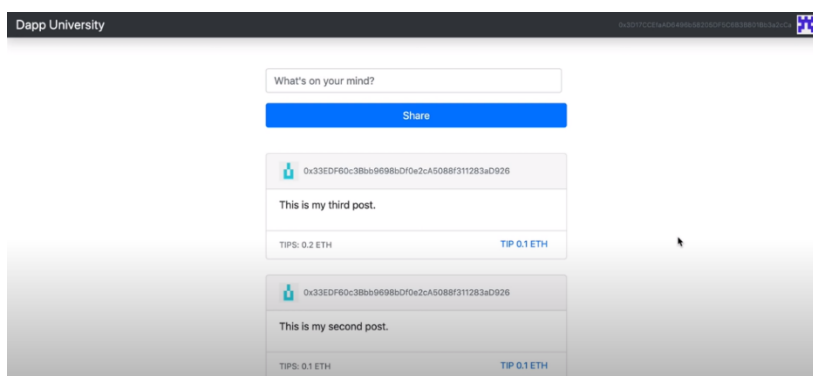 Dapp University
What's on your mind?
Share
0x33EDF60c3Bbb9698bDf0e2cA5088f311283aD926
This is my third post.
TIPS: 0.2 ETH TIP 0.1 ETH
0x33EDF60c3Bbb9698bDf0e2cA5088f311283aD926
This is my second post.
TIPS: 0.1 ETH TIP 0.1 ETH